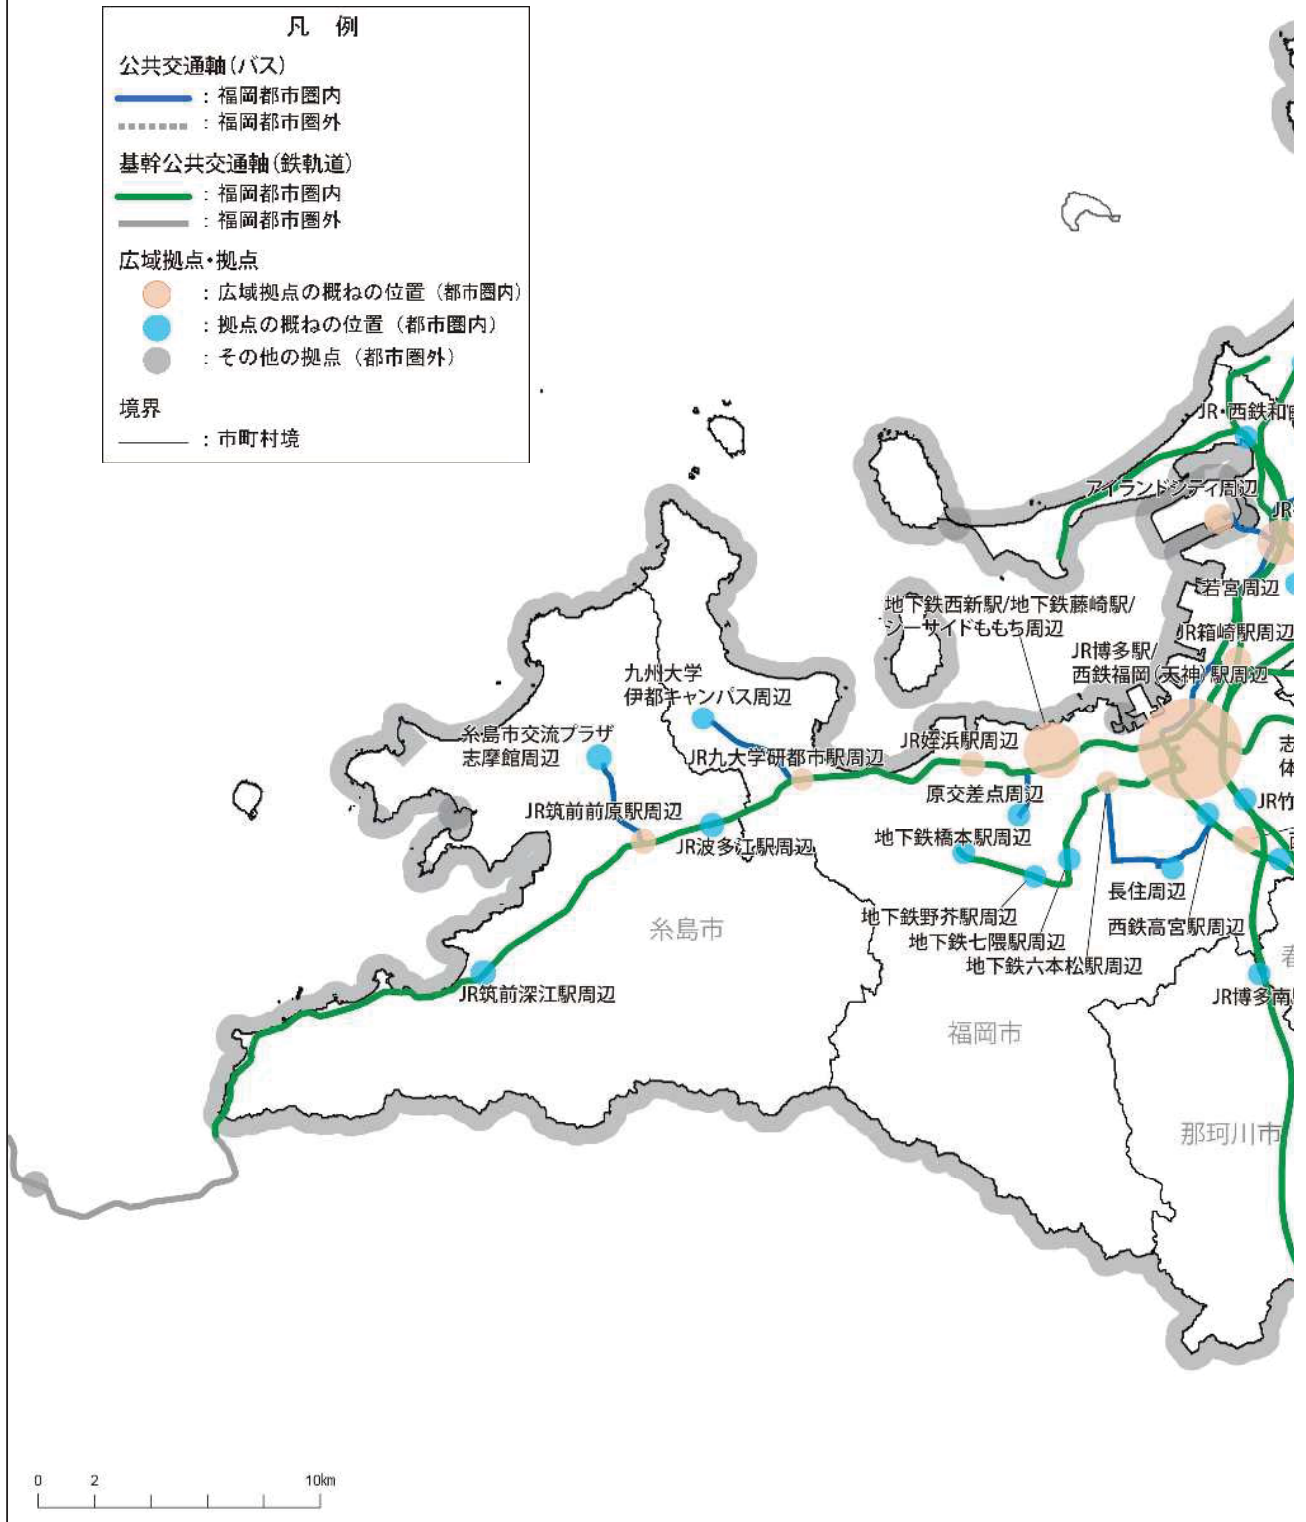 凡 例
公共交通軸(バス)
: 福岡都市圏内
: 福岡都市圏外
基幹公共交通軸(鉄軌道)
: 福岡都市圏内
: 福岡都市圏外
広域拠点・拠点
: 広域拠点の概ねの位置 (都市圏内)
: 拠点の概ねの位置 (都市圏内)
: その他の拠点 (都市圏外)
境界
: 市町村境
JR・西鉄和
アイランドシティ周辺
JR
若宮周辺
地下鉄西新駅/地下鉄藤崎駅/
シーサイドももち周辺
JR箱崎駅周辺
JR博多駅/
西鉄福岡(天神)駅周辺
九州大学
伊都キャンパス周辺
糸島市交流プラザ
志摩館周辺
JR姪浜駅周辺
JR九大学研都市駅周辺
志
体
原交差点周辺
JR竹
JR筑前前原駅周辺
地下鉄橋本駅周辺
JR波多江駅周辺
長住周辺
地下鉄野芥駅周辺
西鉄高宮駅周辺
糸島市
地下鉄七隈駅周辺
地下鉄六本松駅周辺
春
JR筑前深江駅周辺
JR博多南
福岡市
那珂川市
0 2 10km